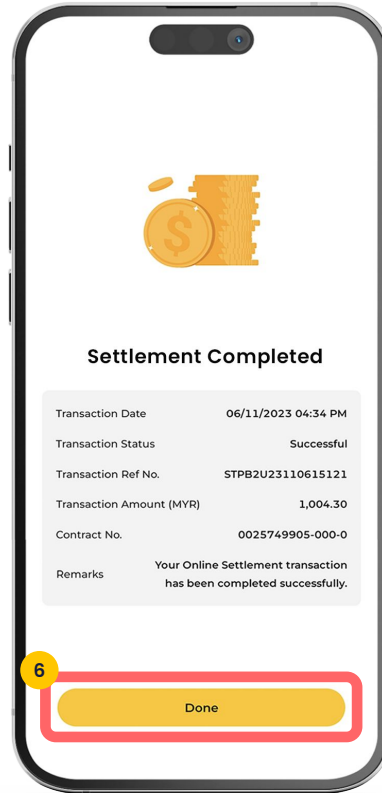 $
Settlement Completed
Transaction Date 06/11/2023 04:34 PM
Transaction Status Successful
Transaction Ref No. STPB2U23110615121
Transaction Amount (MYR) 1,004.30
Contract No. 0025749905-000-0
Remarks Your Online Settlement transaction
has been completed successfully.
6
Done